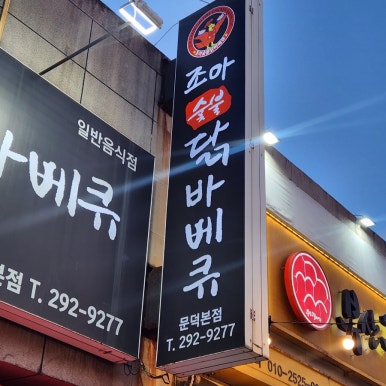 일반음식점
바베큐
본점 T. 292-9277
조아
숯불
닭바베큐
문덕본점
T. 292-9277
010-2525-